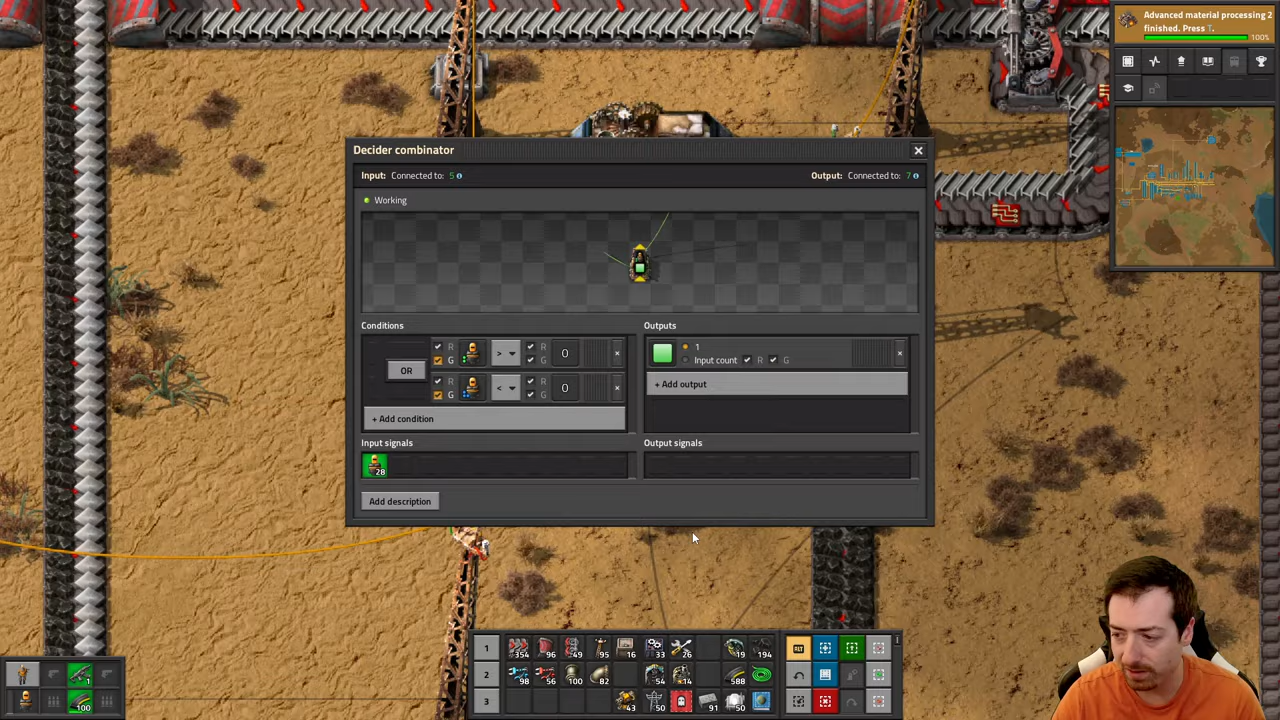 Advanced material processing 2
finished. Press T.
100%
Decider combinator
Input: Connected to: 5
Output: Connected to: 7
Working
Conditions
Outputs
OR
R
G
>
R
G
0
1
Input count R G
R
G
<
R
G
0
+ Add output
+ Add condition
Input signals
Output signals
28
Add description
1
354
96
149
95
16
33
26
194
ALT
2
98
56
100
82
54
14
588
3
43
50
91
50
1
100